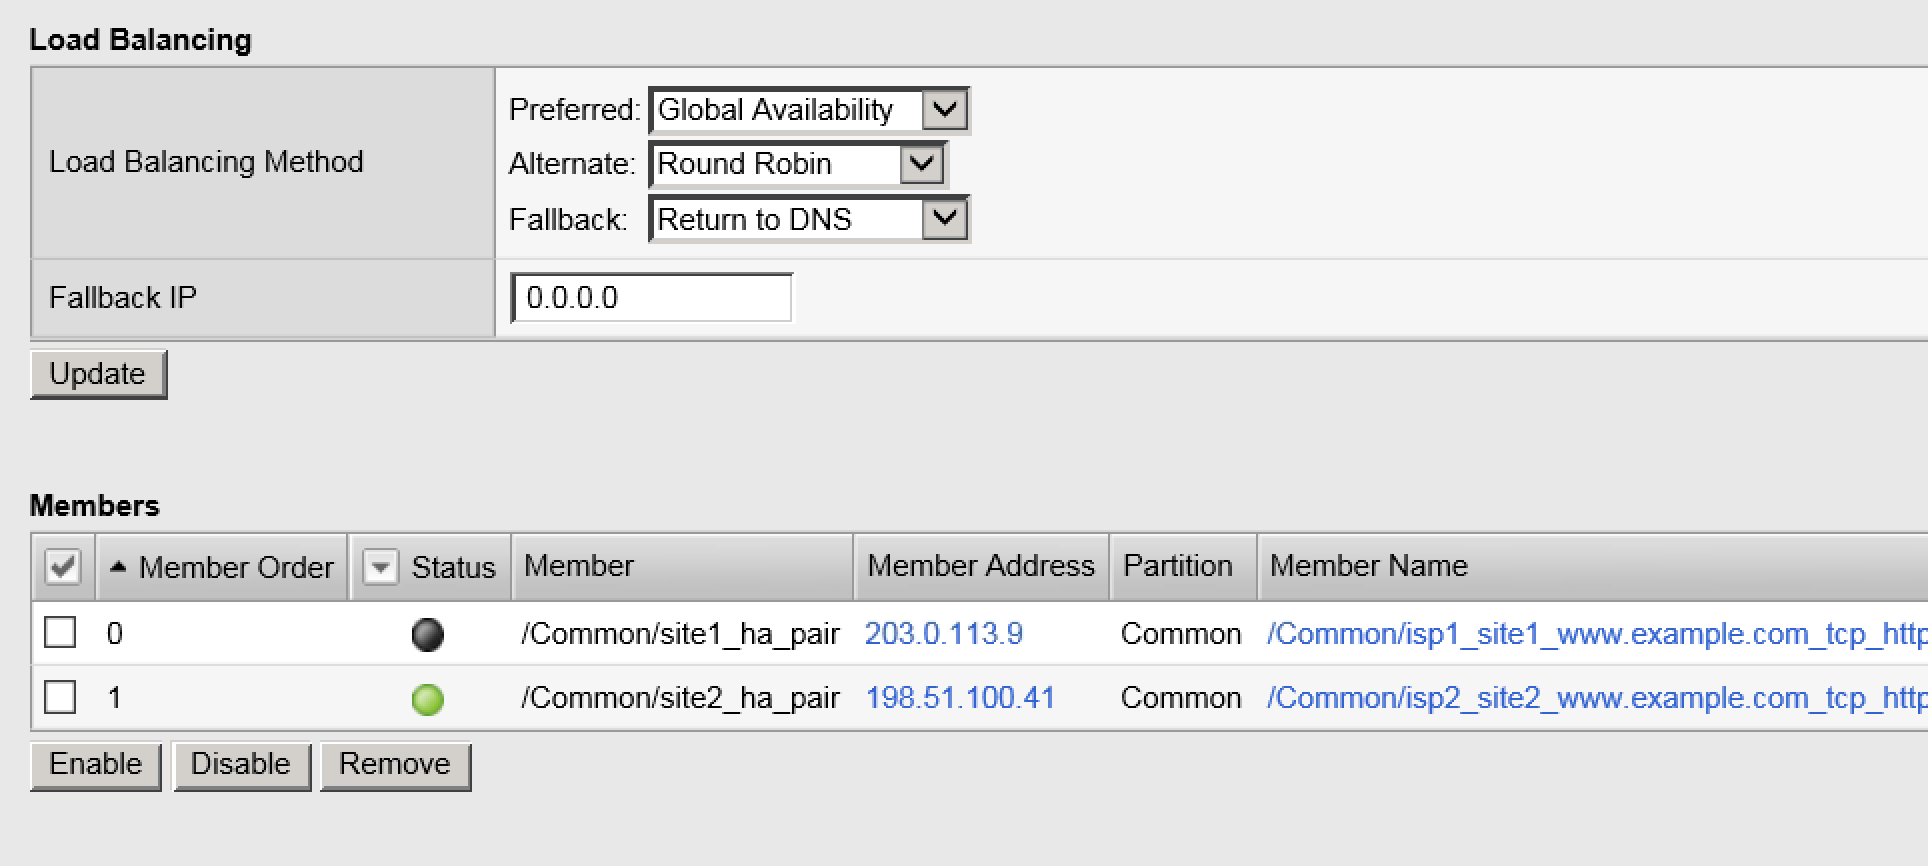 Load Balancing
Load Balancing Method
Preferred: Global Availability
Alternate: Round Robin
Fallback: Return to DNS
Fallback IP 0.0.0.0
Update
Members
Member Order Status Member Member Address Partition Member Name
0 /Common/site1_ha_pair 203.0.113.9 Common /Common/isp1_site1_www.example.com_tcp_http
1 /Common/site2_ha_pair 198.51.100.41 Common /Common/isp2_site2_www.example.com_tcp_http
Enable Disable Remove